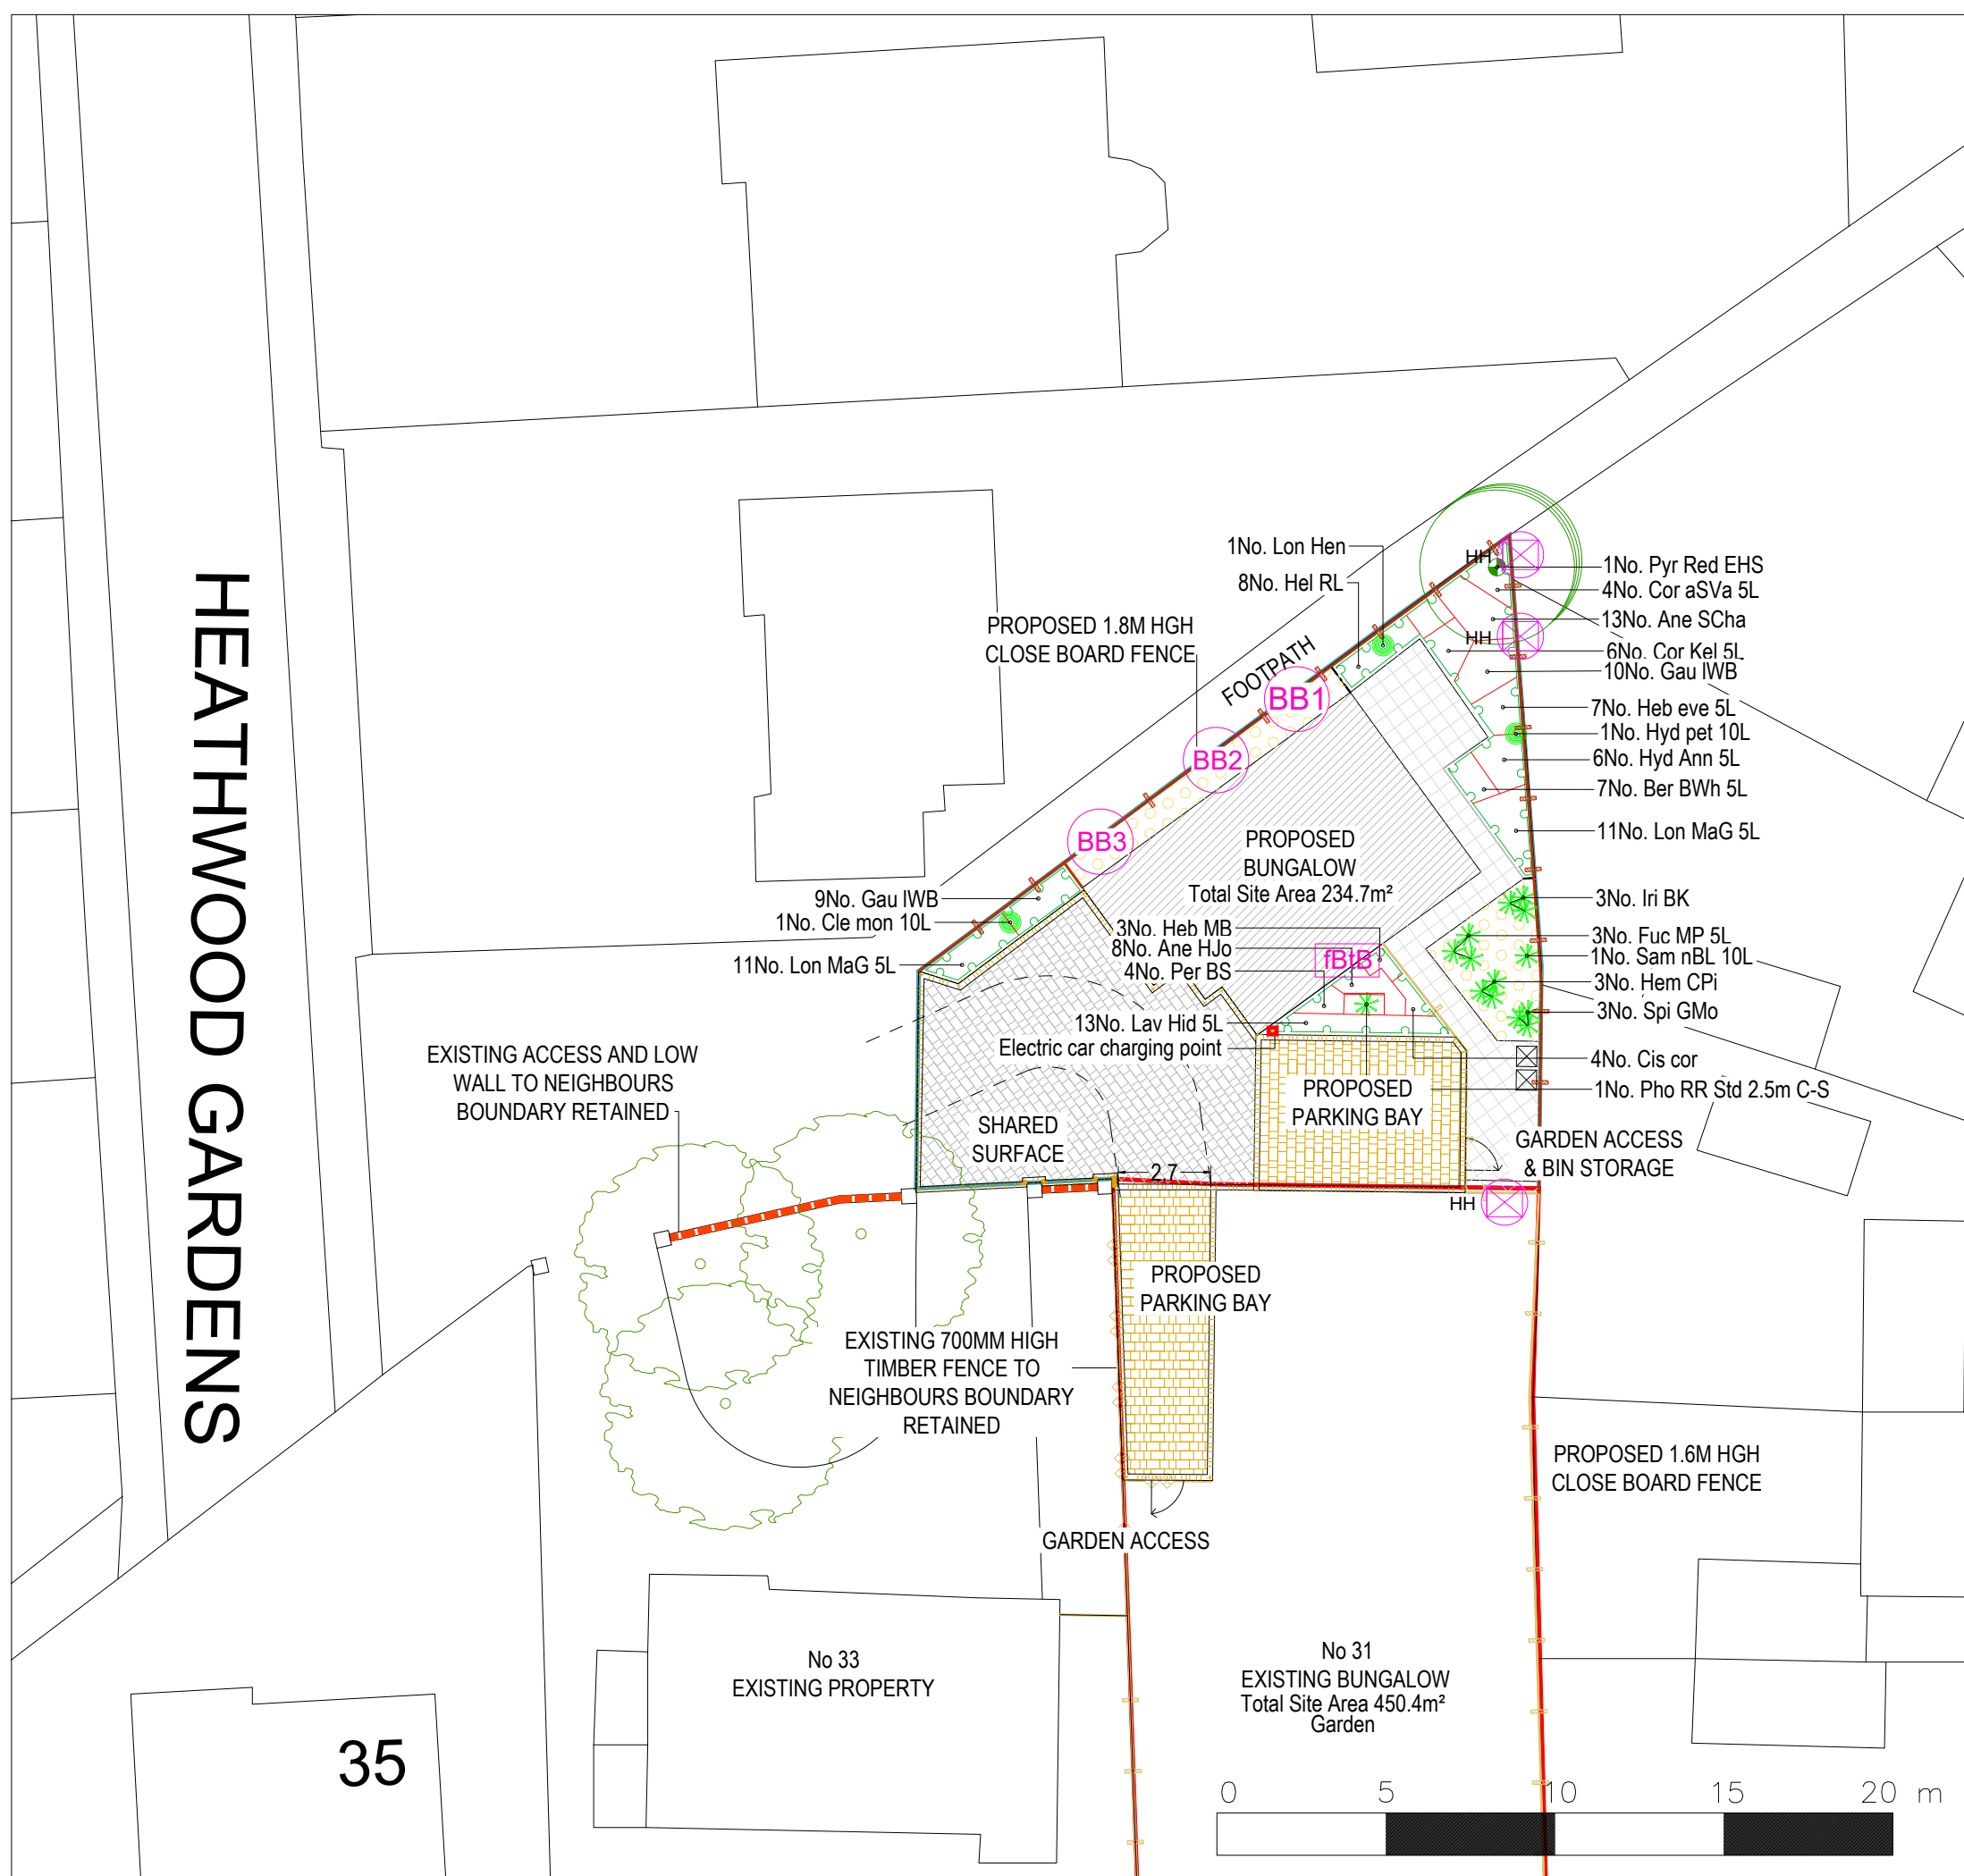 HEATHWOOD GARDENS
1No. Lon Hen
8No. Hel RL
PROPOSED 1.8M HGH
CLOSE BOARD FENCE
FOOTPATH
HH
HH
1No. Pyr Red EHS
4No. Cor aSVa 5L
13No. Ane SCha
6No. Cor Kel 5L
10No. Gau IWB
7No. Heb eve 5L
1No. Hyd pet 10L
6No. Hyd Ann 5L
7No. Ber BWh 5L
11No. Lon MaG 5L
BB1
BB2
BB3
PROPOSED
BUNGALOW
Total Site Area 234.7m²
9No. Gau IWB
1No. Cle mon 10L
11No. Lon MaG 5L
3No. Heb MB
8No. Ane HJo
4No. Per BS
fBtB
13No. Lav Hid 5L
Electric car charging point
3No. Iri BK
3No. Fuc MP 5L
1No. Sam nBL 10L
3No. Hem CPi
3No. Spi GMo
4No. Cis cor
1No. Pho RR Std 2.5m C-S
EXISTING ACCESS AND LOW
WALL TO NEIGHBOURS
BOUNDARY RETAINED
SHARED
SURFACE
PROPOSED
PARKING BAY
GARDEN ACCESS
& BIN STORAGE
2.7
HH
PROPOSED
PARKING BAY
EXISTING 700MM HIGH
TIMBER FENCE TO
NEIGHBOURS BOUNDARY
RETAINED
GARDEN ACCESS
PROPOSED 1.6M HGH
CLOSE BOARD FENCE
No 33
EXISTING PROPERTY
No 31
EXISTING BUNGALOW
Total Site Area 450.4m²
Garden
35
0 5 10 15 20 m